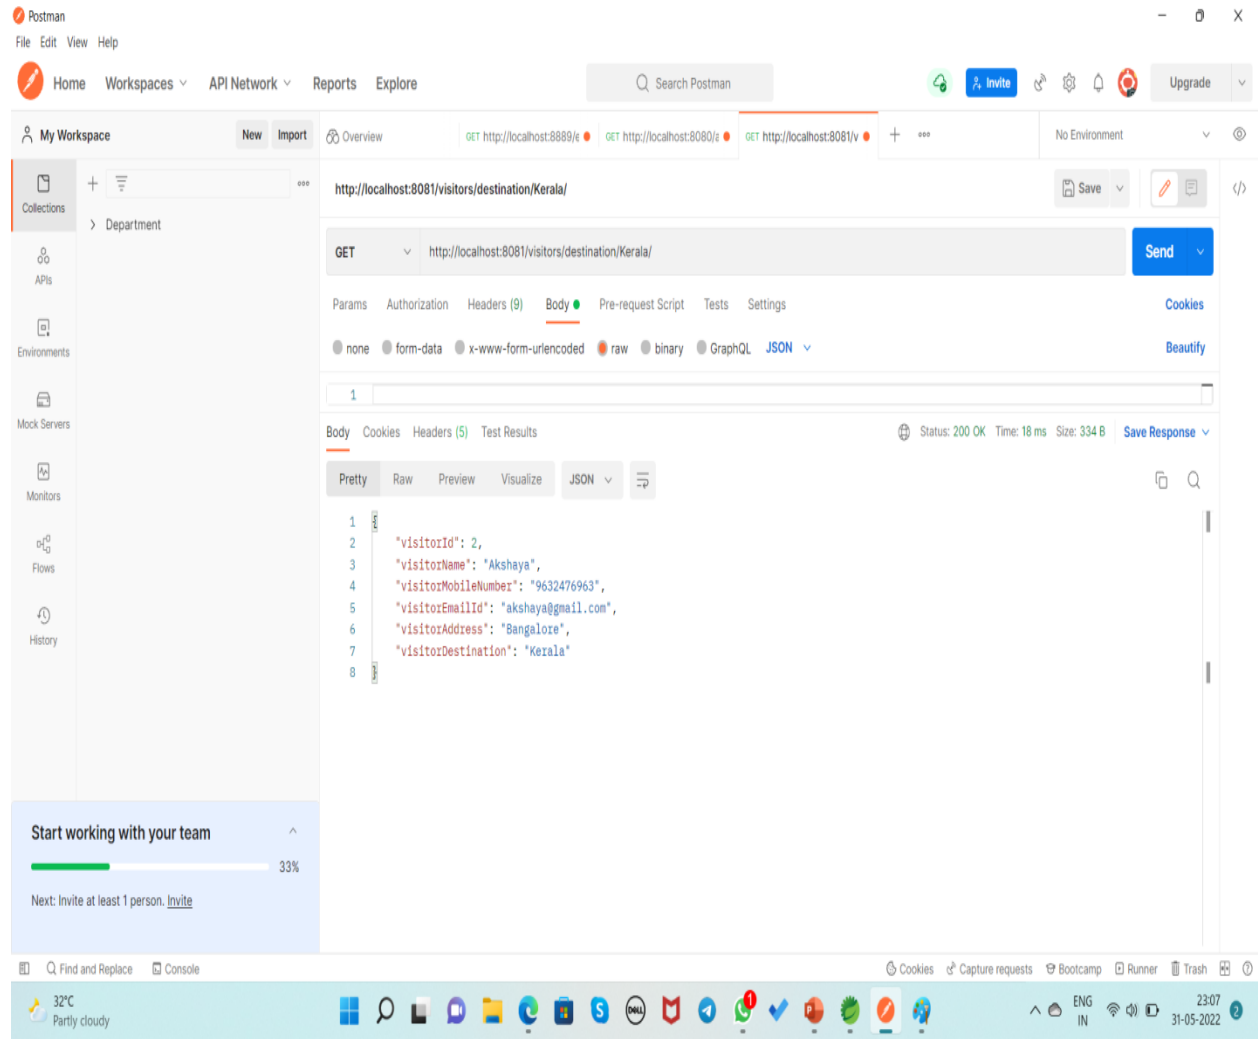 Postman
File Edit View Help
Home Workspaces API Network Reports Explore Search Postman Invite Upgrade
My Workspace New Import Overview GET http://localhost:8889/e GET http://localhost:8080/a GET http://localhost:8081/v No Environment
Collections
APIs
Environments
Mock Servers
Monitors
Flows
History
Department
http://localhost:8081/visitors/destination/Kerala/ Save
GET http://localhost:8081/visitors/destination/Kerala/ Send
Params Authorization Headers (9) Body Pre-request Script Tests Settings Cookies
none form-data x-www-form-urlencoded raw binary GraphQL JSON Beautify
1
Body Cookies Headers (5) Test Results Status: 200 OK Time: 18 ms Size: 334 B Save Response
Pretty Raw Preview Visualize JSON
1 {
2 "visitorId": 2,
3 "visitorName": "Akshaya",
4 "visitorMobileNumber": "9632476963",
5 "visitorEmailId": "akshaya@gmail.com",
6 "visitorAddress": "Bangalore",
7 "visitorDestination": "Kerala"
8 }
Start working with your team
33%
Next: Invite at least 1 person. Invite
Find and Replace Console Cookies Capture requests Bootcamp Runner Trash
32°C
Partly cloudy
S
DELL
1
ENG
IN
23:07
31-05-2022
2